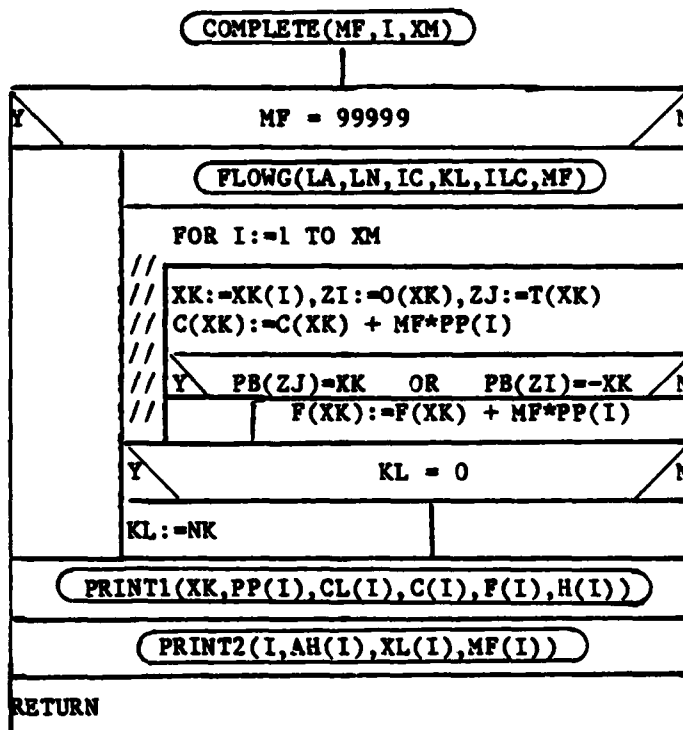 COMPLETE(MF,I,XM)
Y MF = 99999 N
FLOWG(LA,LN,IC,KL,ILC,MF)
FOR I:=1 TO XM
//
// XK:=XK(I),ZI:=O(XK),ZJ:=T(XK)
// C(XK):=C(XK) + MF*PP(I)
//
// Y PB(ZJ)=XK OR PB(ZI)=-XK N
// F(XK):=F(XK) + MF*PP(I)
Y KL = 0 N
KL:=NK
PRINT1(XK,PP(I),CL(I),C(I),F(I),H(I))
PRINT2(I,AH(I),XL(I),MF(I))
RETURN